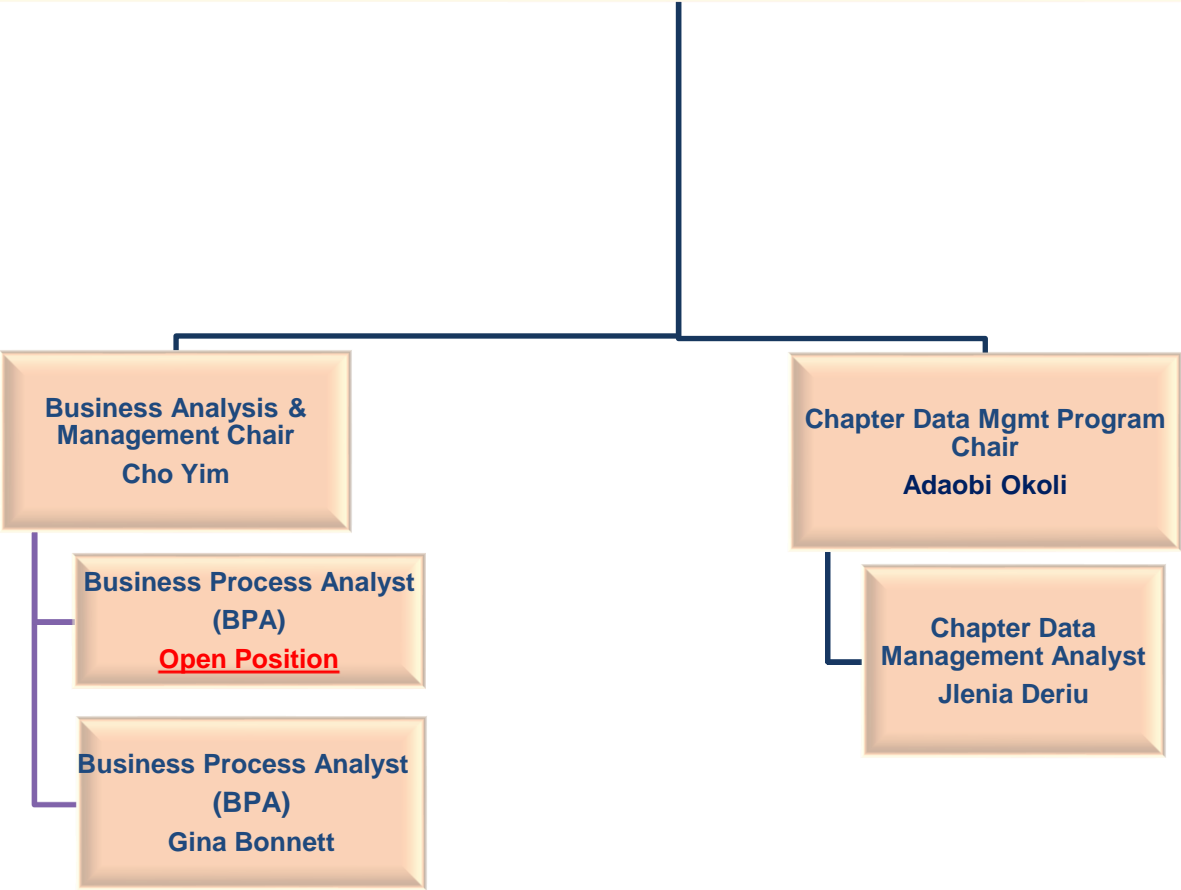 Business Analysis &
Management Chair
Cho Yim
Business Process Analyst
(BPA)
Open Position
Business Process Analyst
(BPA)
Gina Bonnett
Chapter Data Mgmt Program
Chair
Adaobi Okoli
Chapter Data
Management Analyst
Jlenia Deriu